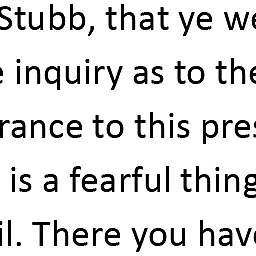 Stubb, that ye we
inquiry as to the
rance to this pres
is a fearful thing
il. There you have